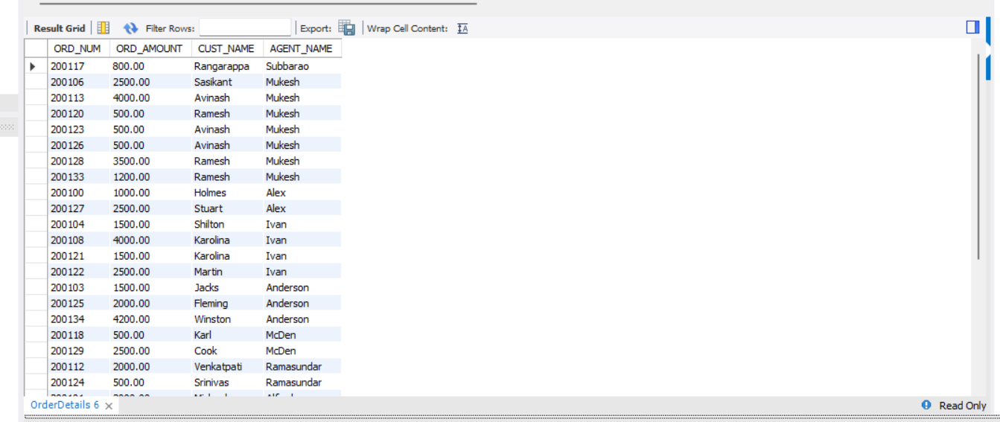 Result Grid Filter Rows: Export: Wrap Cell Content:
ORD_NUM ORD_AMOUNT CUST_NAME AGENT_NAME
200117 800.00 Rangarappa Subbarao
200106 2500.00 Sasikant Mukesh
200113 4000.00 Avinash Mukesh
200120 500.00 Ramesh Mukesh
200123 500.00 Avinash Mukesh
200126 500.00 Avinash Mukesh
200128 3500.00 Ramesh Mukesh
200133 1200.00 Ramesh Mukesh
200100 1000.00 Holmes Alex
200127 2500.00 Stuart Alex
200104 1500.00 Shilton Ivan
200108 4000.00 Karolina Ivan
200121 1500.00 Karolina Ivan
200122 2500.00 Martin Ivan
200103 1500.00 Jacks Anderson
200125 2000.00 Fleming Anderson
200134 4200.00 Winston Anderson
200118 500.00 Karl McDen
200129 2500.00 Cook McDen
200112 2000.00 Venkatpati Ramasundar
200124 500.00 Srinivas Ramasundar
OrderDetails 6 Read Only